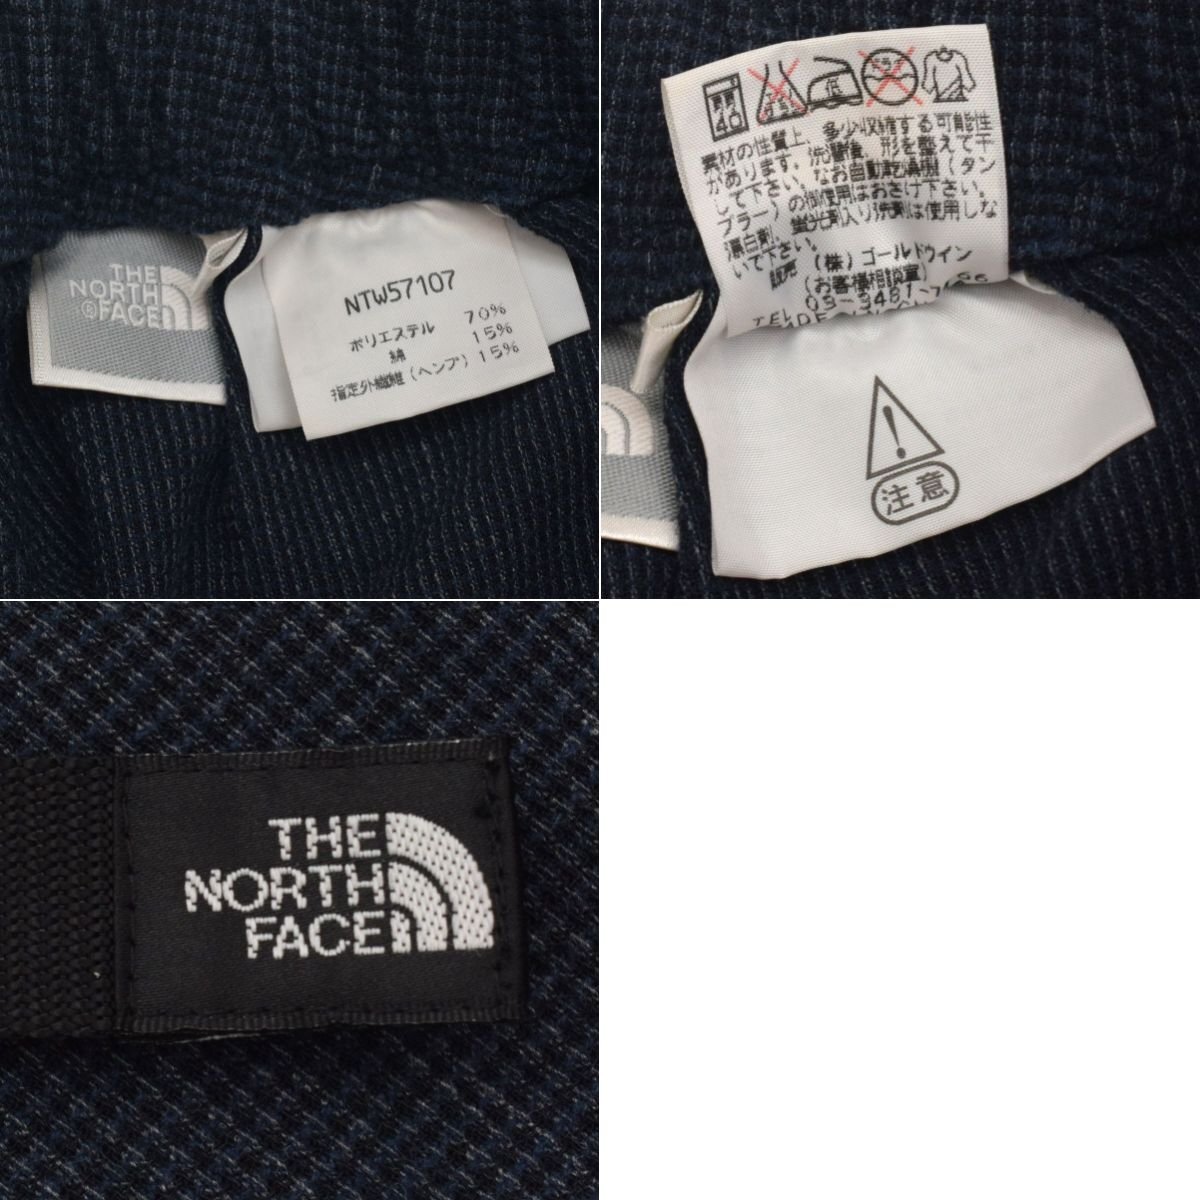 THE
NORTH
FACE®
NTW57107
ポリエステル 70%
綿 15%
指定外繊維(ヘンプ) 15%
40
低
素材の性質上、多少収縮する可能性
があります。洗濯後、形を整えて干
して下さい。なお自動乾燥機(タン
ブラー)の御使用はおさけ下さい。
漂白剤、蛍光剤入り洗剤は使用しな
いで下さい。
販売 (株)ゴールドウイン
(お客様相談室)
TEL 03-3481-
注意
THE
NORTH
FACE